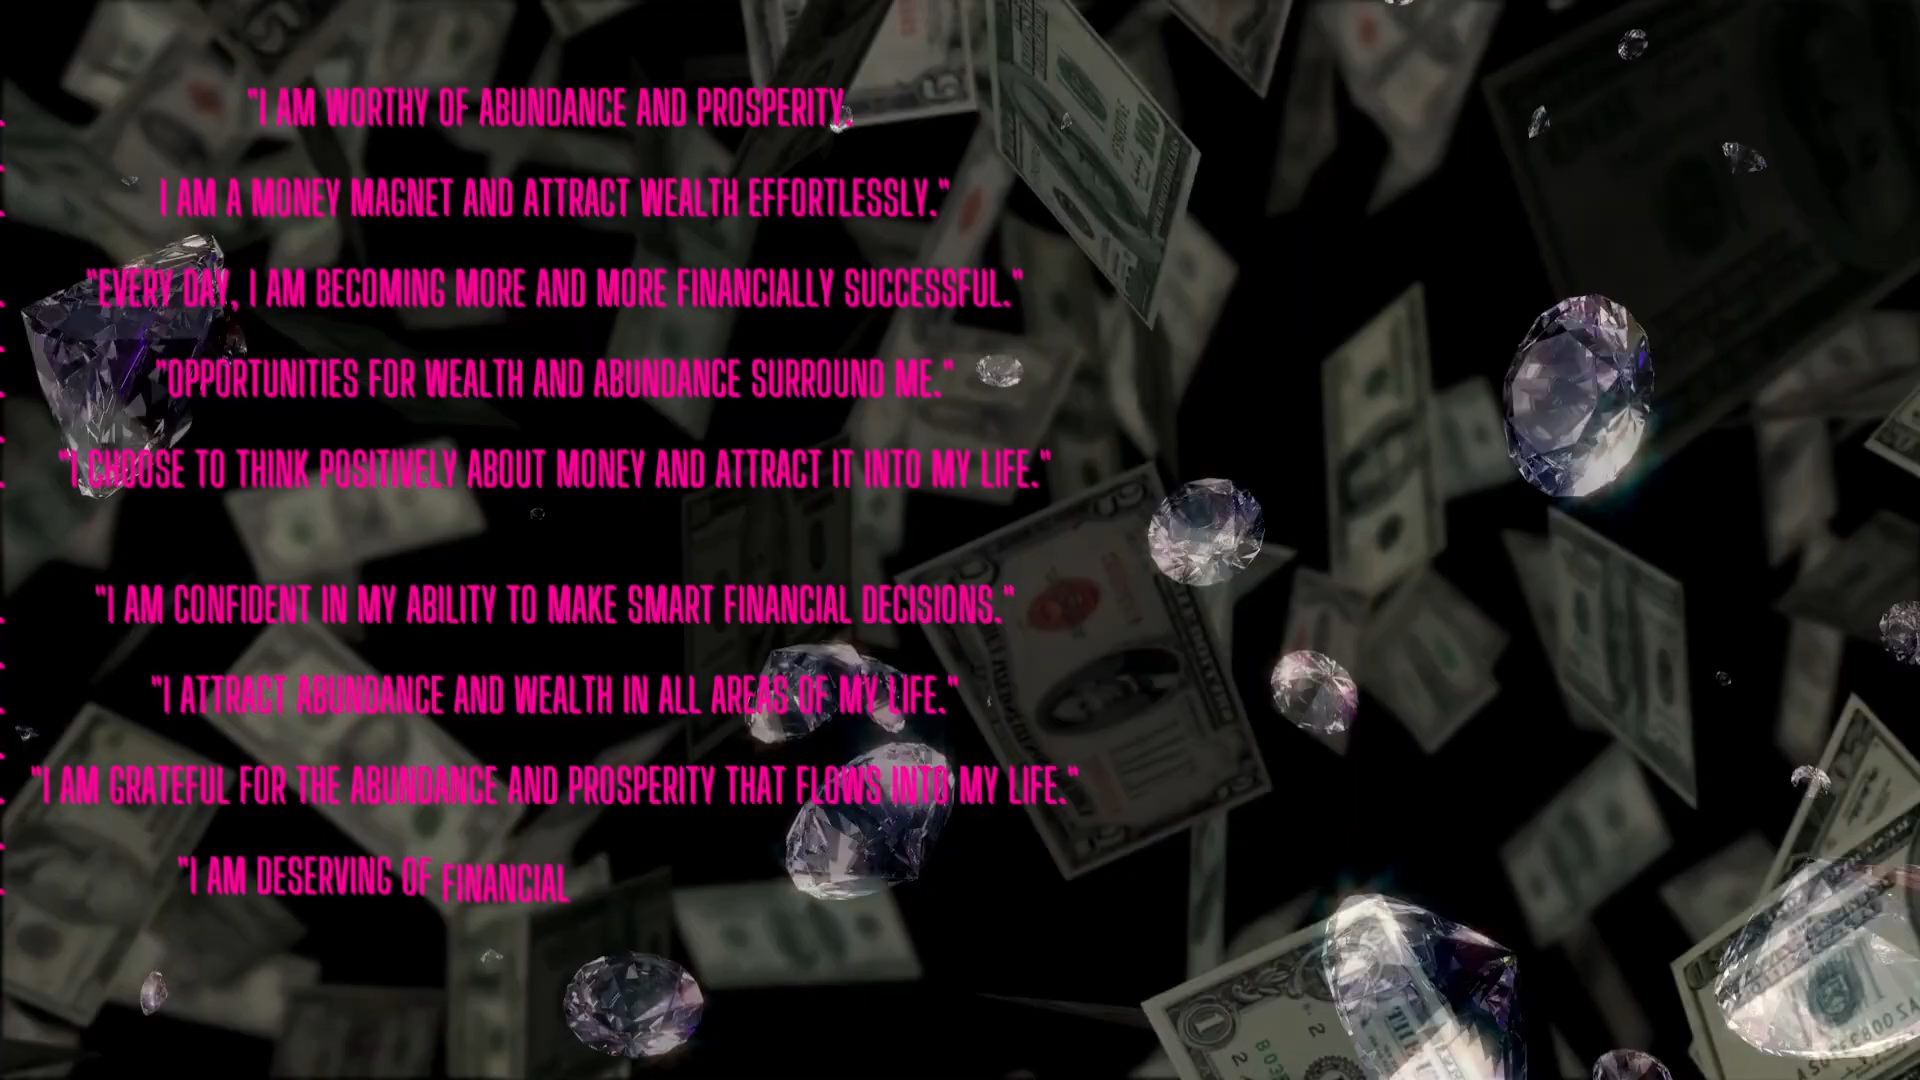 "I AM WORTHY OF ABUNDANCE AND PROSPERITY.
I AM A MONEY MAGNET AND ATTRACT WEALTH EFFORTLESSLY."
"EVERY DAY, I AM BECOMING MORE AND MORE FINANCIALLY SUCCESSFUL."
"OPPORTUNITIES FOR WEALTH AND ABUNDANCE SURROUND ME."
"I CHOOSE TO THINK POSITIVELY ABOUT MONEY AND ATTRACT IT INTO MY LIFE."
"I AM CONFIDENT IN MY ABILITY TO MAKE SMART FINANCIAL DECISIONS."
"I ATTRACT ABUNDANCE AND WEALTH IN ALL AREAS OF MY LIFE."
"I AM GRATEFUL FOR THE ABUNDANCE AND PROSPERITY THAT FLOWS INTO MY LIFE."
"I AM DESERVING OF FINANCIAL